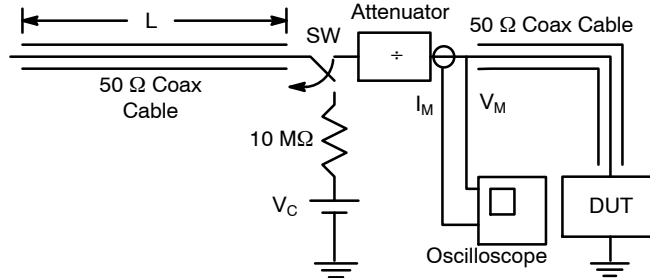 Attenuator
L
SW
50 Ω Coax Cable
÷
50 Ω Coax
Cable
I_M
V_M
10 MΩ
V_C
DUT
Oscilloscope